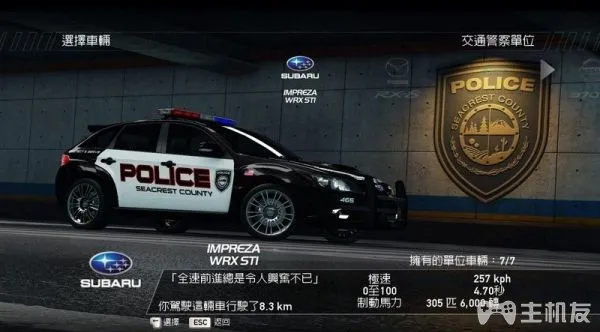 選擇車輛
交通警察單位
SUBARU
IMPREZA
WRX STI
POLICE
SEACREST COUNTY
POLICE
SEACREST COUNTY
465
IMPREZA
WRX STI
擁有的單位車輛：7/7
SUBARU
「全速前進總是令人興奮不已」
極速 257 kph
0至100 4.70秒
你駕駛這輛車行駛了8.3 km
制動馬力 305 匹 6,000 轉
選擇 ESC 返回
主机友